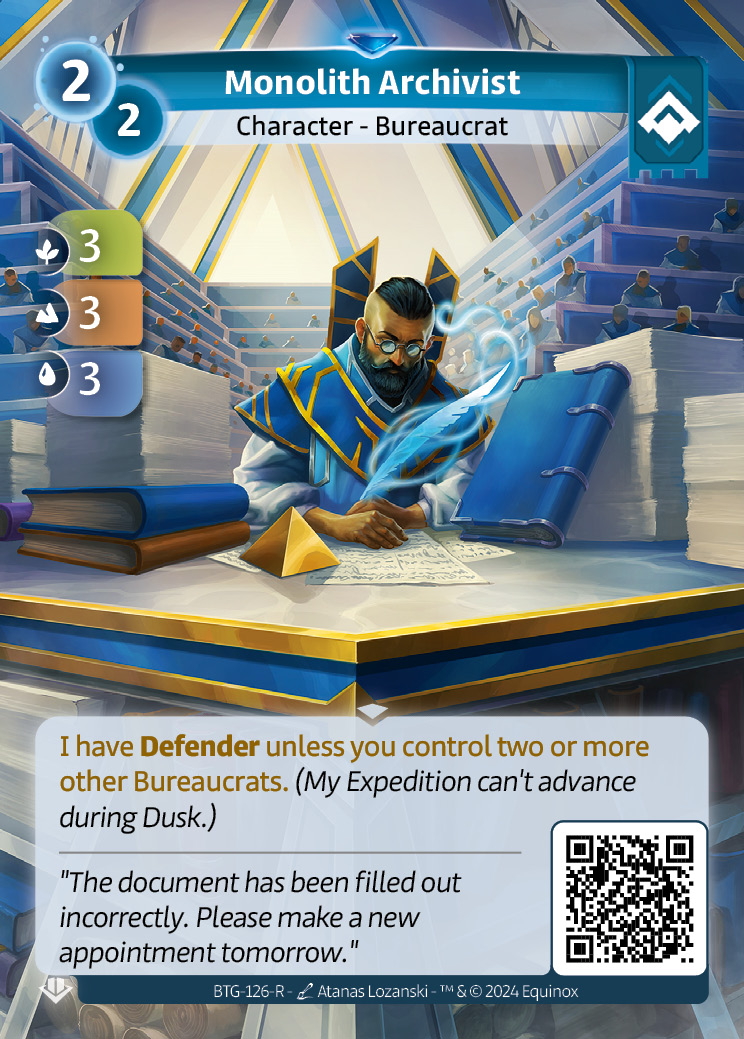 2
Monolith Archivist
2
Character - Bureaucrat
3
3
3
I have Defender unless you control two or more
other Bureaucrats. (My Expedition can't advance
during Dusk.)
"The document has been filled out
incorrectly. Please make a new
appointment tomorrow."
BTG-126-R - Atanas Lozanski - ™ & © 2024 Equinox